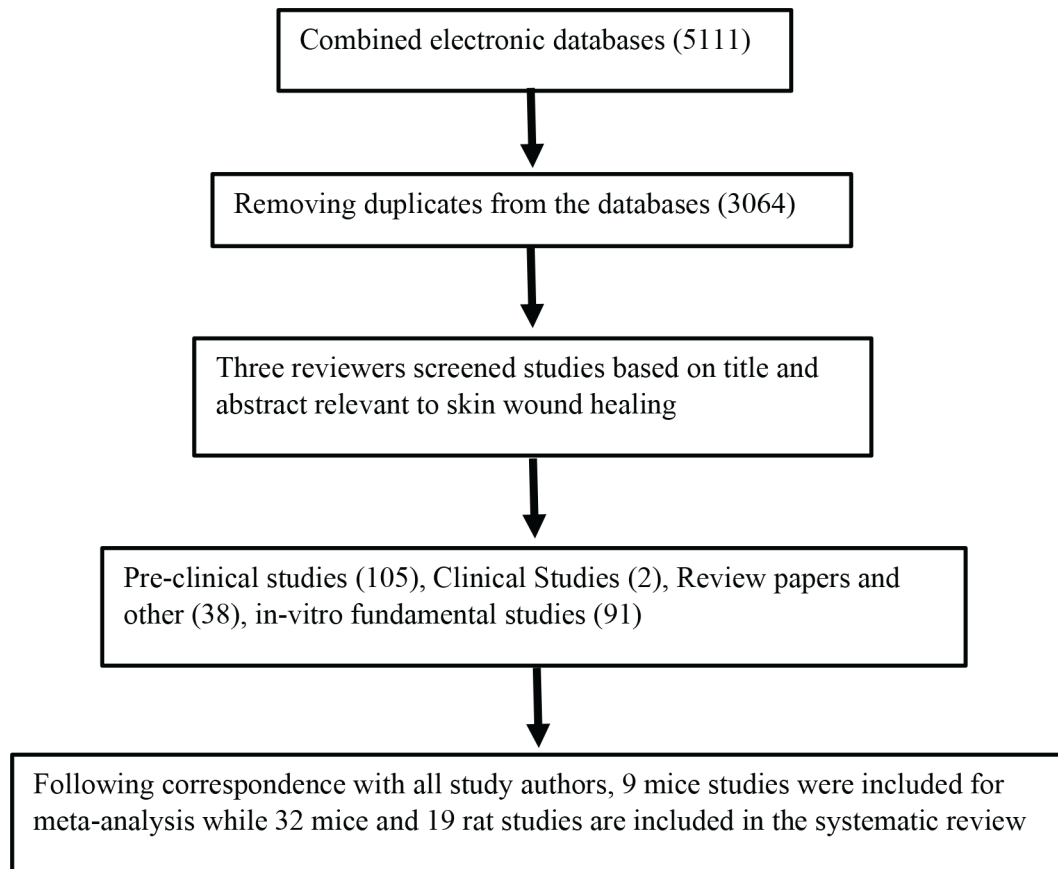 Combined electronic databases (5111)
Removing duplicates from the databases (3064)
Three reviewers screened studies based on title and
abstract relevant to skin wound healing
Pre-clinical studies (105), Clinical Studies (2), Review papers and
other (38), in-vitro fundamental studies (91)
Following correspondence with all study authors, 9 mice studies were included for
meta-analysis while 32 mice and 19 rat studies are included in the systematic review